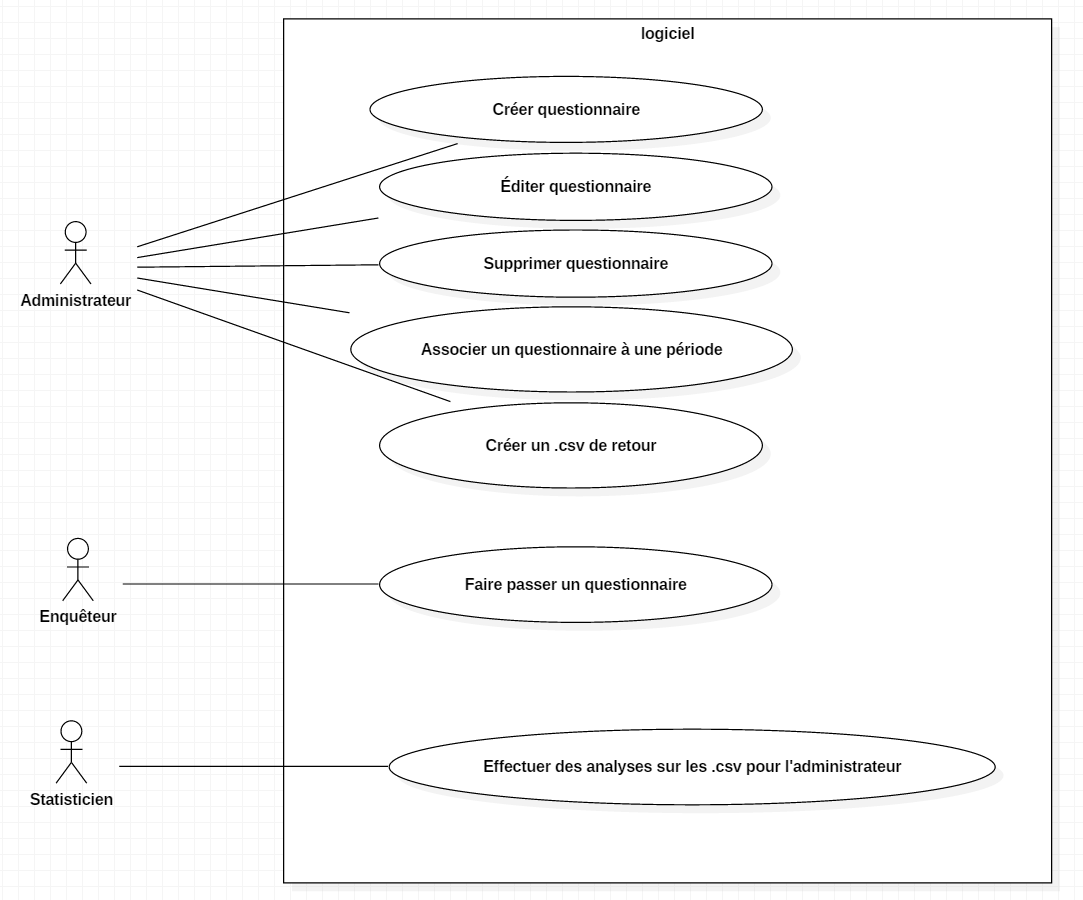 logiciel
Créer questionnaire
Éditer questionnaire
Supprimer questionnaire
Administrateur
Associer un questionnaire à une période
Créer un .csv de retour
Faire passer un questionnaire
Enquêteur
Effectuer des analyses sur les .csv pour l'administrateur
Statisticien